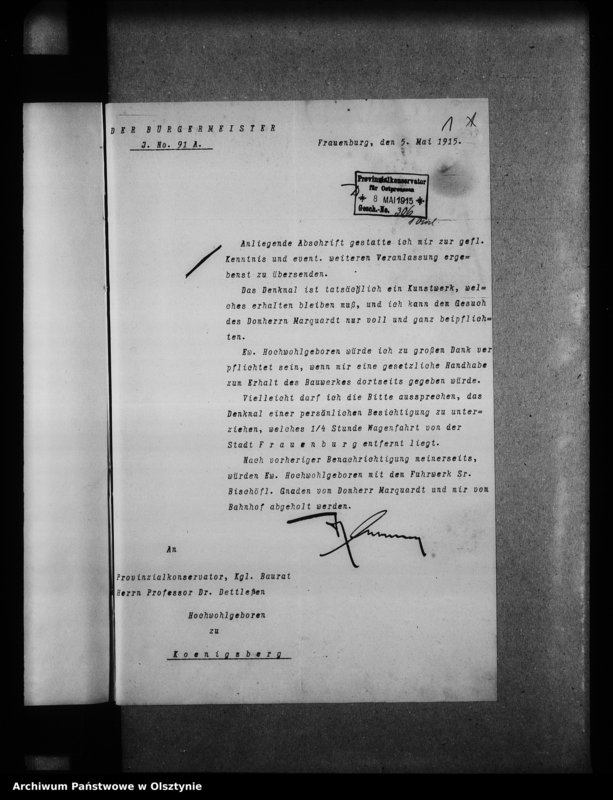 DER BÜRGERMEISTER
J. No. 91 A.
Frauenburg, den 5. Mai 1915.
Provinzialkonservator
für Ostpreussen
8 MAI 1915
Gesch.-No. 306
Anliegende Abschrift gestatte ich mir zur gefl.
Kenntnis und event. weiteren Veranlassung erge=
benst zu übersenden.
Das Denkmal ist tatsächlich ein Kunstwerk, wel=
ches erhalten bleiben muß, und ich kann dem Gesuch
des Domherrn Marquardt nur voll und ganz beipflich=
ten.
Ew. Hochwohlgeboren würde ich zu großen Dank ver
pflichtet sein, wenn mir eine gesetzliche Handhabe
zum Erhalt des Bauwerkes dortseits gegeben würde.
Vielleicht darf ich die Bitte aussprechen, das
Denkmal einer persönlichen Besichtigung zu unter=
ziehen, welches 1/4 Stunde Wagenfahrt von der
Stadt Frauenburg entfernt liegt.
Nach vorheriger Benachrichtigung meinerseits,
würden Ew. Hochwohlgeboren mit dem Fuhrwerk Sr.
Bischöfl. Gnaden von Domherr Marquardt und mir vom
Bahnhof abgeholt werden.
An
Provinzialkonservator, Kgl. Baurat
Herrn Professor Dr. Dettleßen
Hochwohlgeboren
zu
Koenigsberg
Archiwum Państwowe w Olsztynie